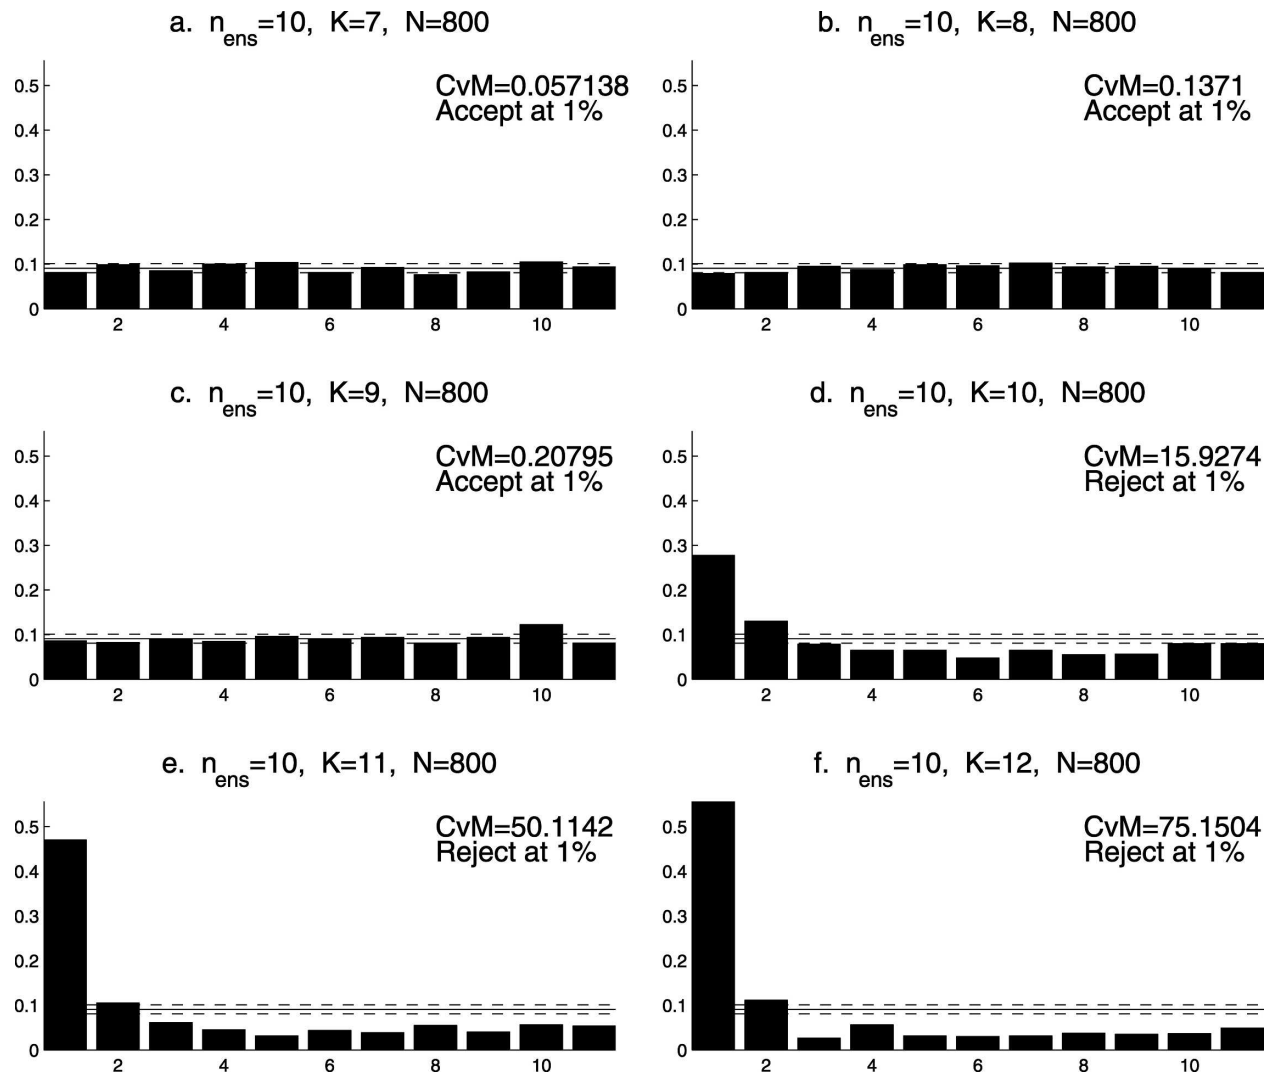 a. n_ens=10, K=7, N=800
CvM=0.057138
Accept at 1%
0.5
0.4
0.3
0.2
0.1
0
2 4 6 8 10
b. n_ens=10, K=8, N=800
CvM=0.1371
Accept at 1%
0.5
0.4
0.3
0.2
0.1
0
2 4 6 8 10
c. n_ens=10, K=9, N=800
CvM=0.20795
Accept at 1%
0.5
0.4
0.3
0.2
0.1
0
2 4 6 8 10
d. n_ens=10, K=10, N=800
CvM=15.9274
Reject at 1%
0.5
0.4
0.3
0.2
0.1
0
2 4 6 8 10
e. n_ens=10, K=11, N=800
CvM=50.1142
Reject at 1%
0.5
0.4
0.3
0.2
0.1
0
2 4 6 8 10
f. n_ens=10, K=12, N=800
CvM=75.1504
Reject at 1%
0.5
0.4
0.3
0.2
0.1
0
2 4 6 8 10